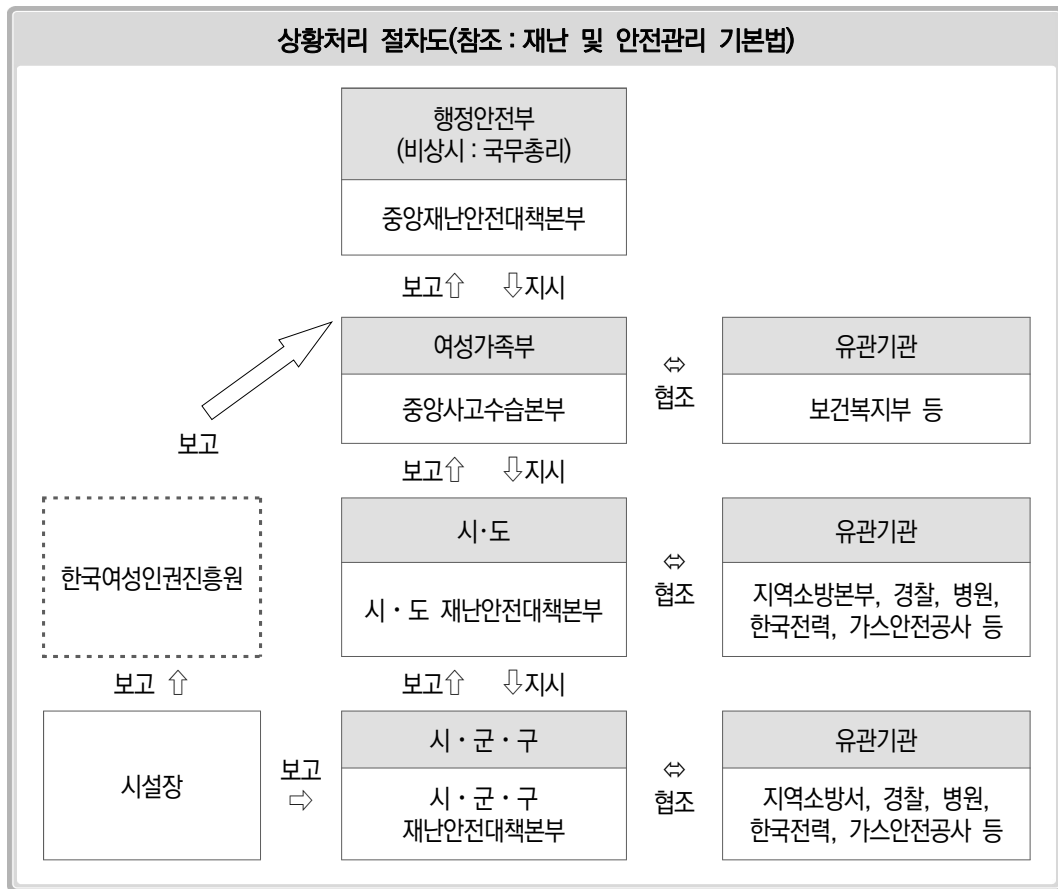 상황처리 절차도(참조 : 재난 및 안전관리 기본법)
행정안전부
(비상시 : 국무총리)
중앙재난안전대책본부
보고⇧ ⇩지시
여성가족부
중앙사고수습본부
⇔
협조
유관기관
보건복지부 등
보고
보고⇧ ⇩지시
한국여성인권진흥원
시·도
시・도 재난안전대책본부
⇔
협조
유관기관
지역소방본부, 경찰, 병원,
한국전력, 가스안전공사 등
보고 ⇧
보고⇧ ⇩지시
시설장
보고
⇨
시・군・구
시・군・구
재난안전대책본부
⇔
협조
유관기관
지역소방서, 경찰, 병원,
한국전력, 가스안전공사 등